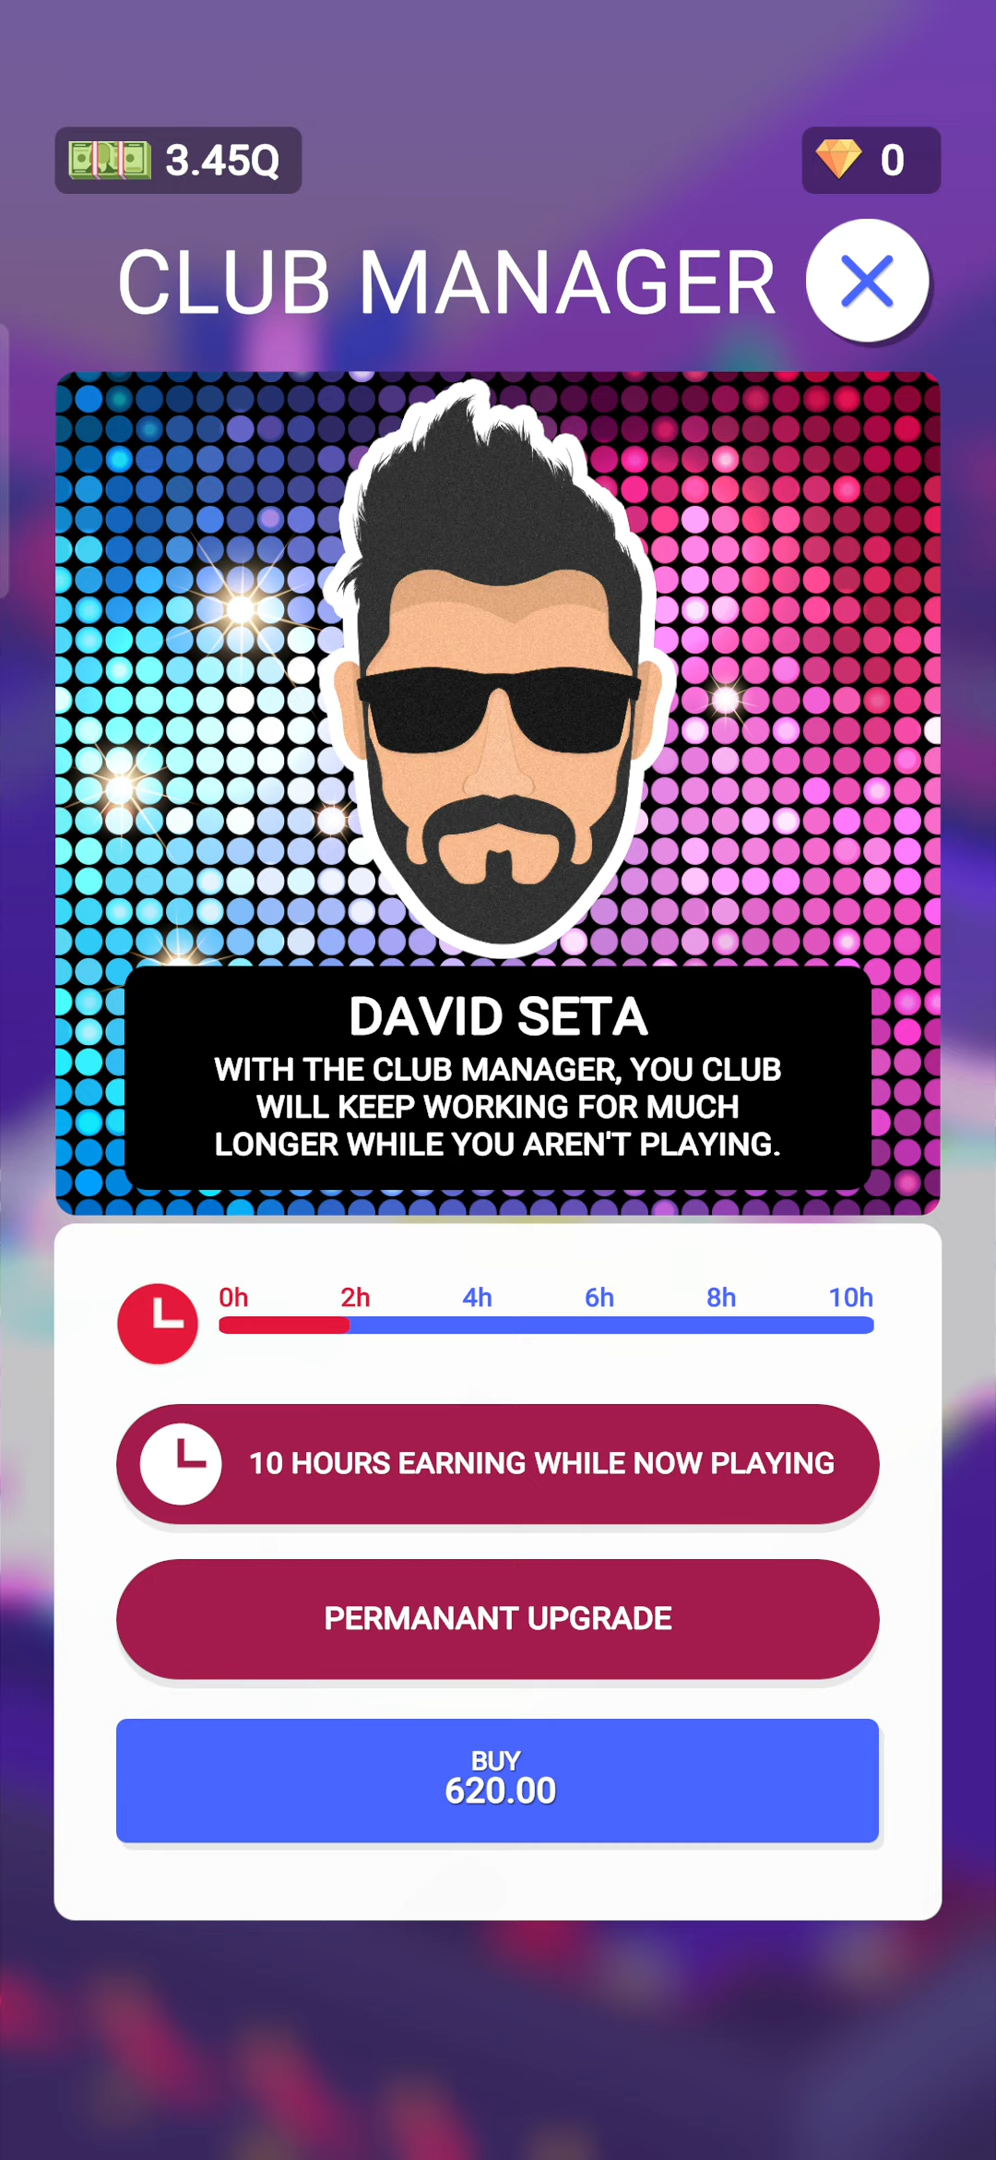 3.45Q
0
CLUB MANAGER
DAVID SETA
WITH THE CLUB MANAGER, YOU CLUB
WILL KEEP WORKING FOR MUCH
LONGER WHILE YOU AREN'T PLAYING.
0h 2h 4h 6h 8h 10h
10 HOURS EARNING WHILE NOW PLAYING
PERMANANT UPGRADE
BUY
620.00